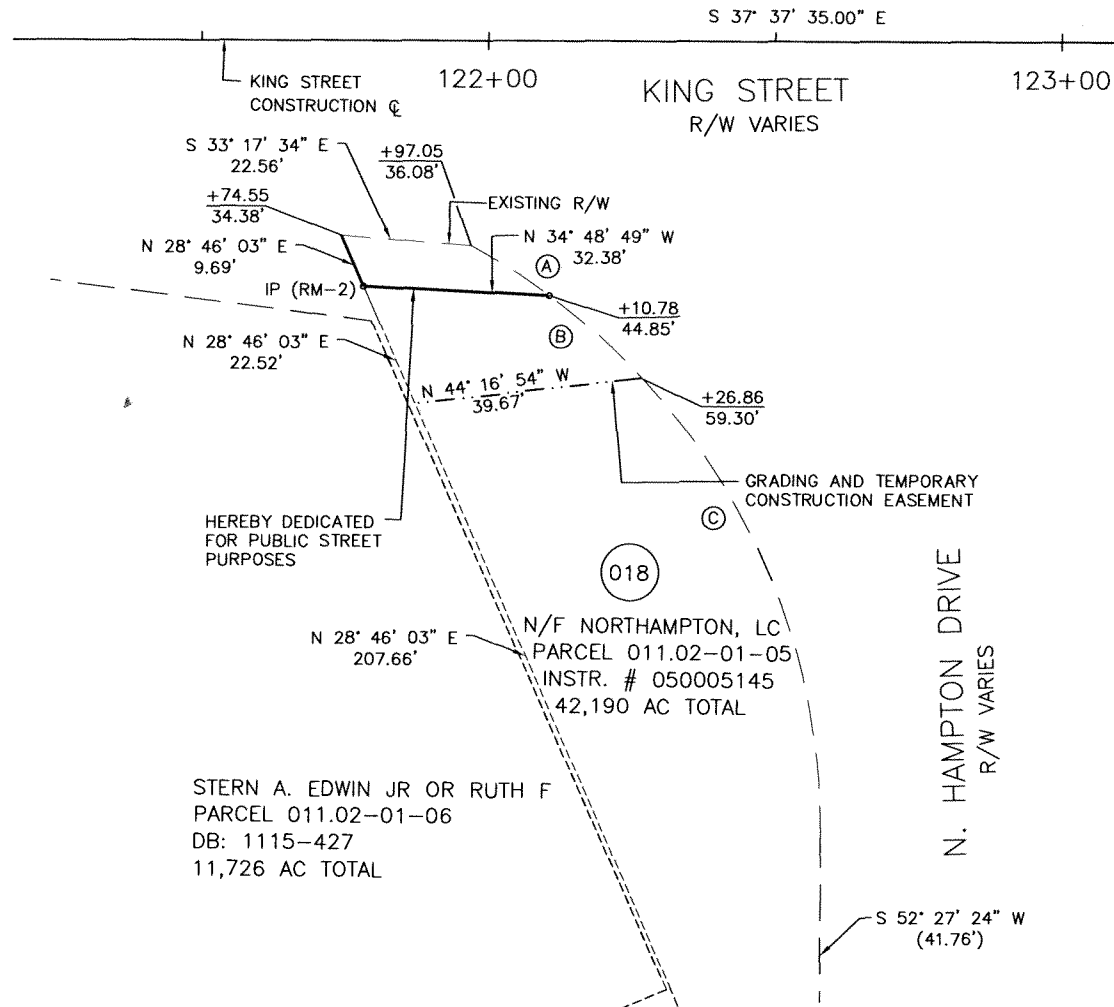 S 37° 37' 35.00" E
122+00
123+00
KING STREET
CONSTRUCTION ℄
KING STREET
R/W VARIES
S 33° 17' 34" E
22.56'
+97.05
36.08'
+74.55
34.38'
EXISTING R/W
N 34° 48' 49" W
32.38'
N 28° 46' 03" E
9.69'
A
IP (RM-2)
+10.78
44.85'
B
N 28° 46' 03" E
22.52'
N 44° 16' 54" W
39.67'
+26.86
59.30'
GRADING AND TEMPORARY
CONSTRUCTION EASEMENT
C
HEREBY DEDICATED
FOR PUBLIC STREET
PURPOSES
018
N/F NORTHAMPTON, LC
PARCEL 011.02-01-05
INSTR. # 050005145
42,190 AC TOTAL
N 28° 46' 03" E
207.66'
N. HAMPTON DRIVE
R/W VARIES
STERN A. EDWIN JR OR RUTH F
PARCEL 011.02-01-06
DB: 1115-427
11,726 AC TOTAL
S 52° 27' 24" W
(41.76')